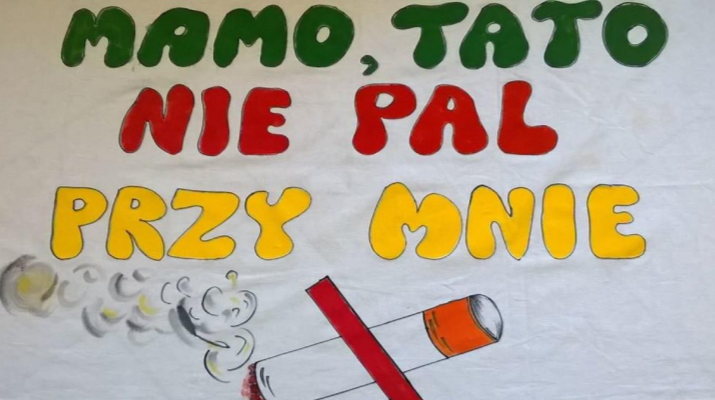 MAMO, TATO
NIE PAL
PRZY MNIE